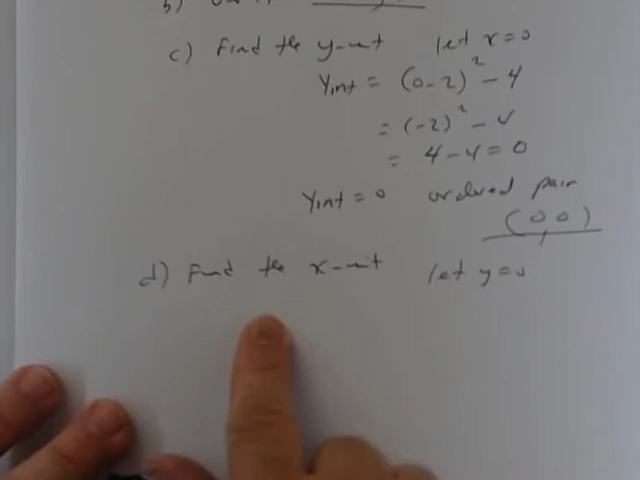 b)
c) Find the y-int let x=0
Yint = (0-2)² - 4
= (-2)² - 4
= 4-4=0
Yint =0 ordered pair
(0,0)
d) Find the x-int let y=0